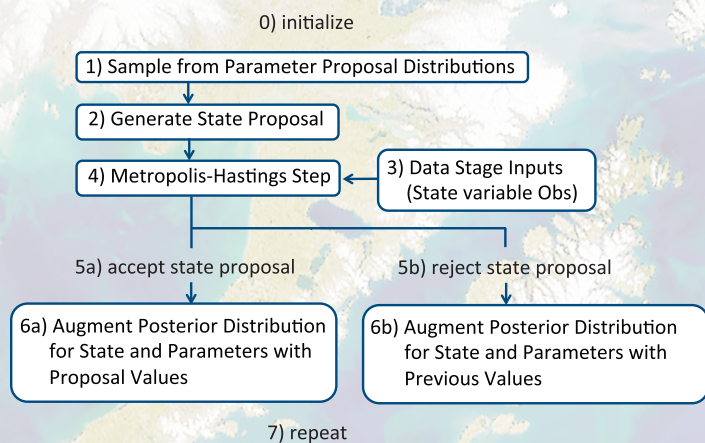 0) initialize
1) Sample from Parameter Proposal Distributions
2) Generate State Proposal
4) Metropolis-Hastings Step
3) Data Stage Inputs
(State variable Obs)
5a) accept state proposal
5b) reject state proposal
6a) Augment Posterior Distribution
for State and Parameters with
Proposal Values
6b) Augment Posterior Distribution
for State and Parameters with
Previous Values
7) repeat